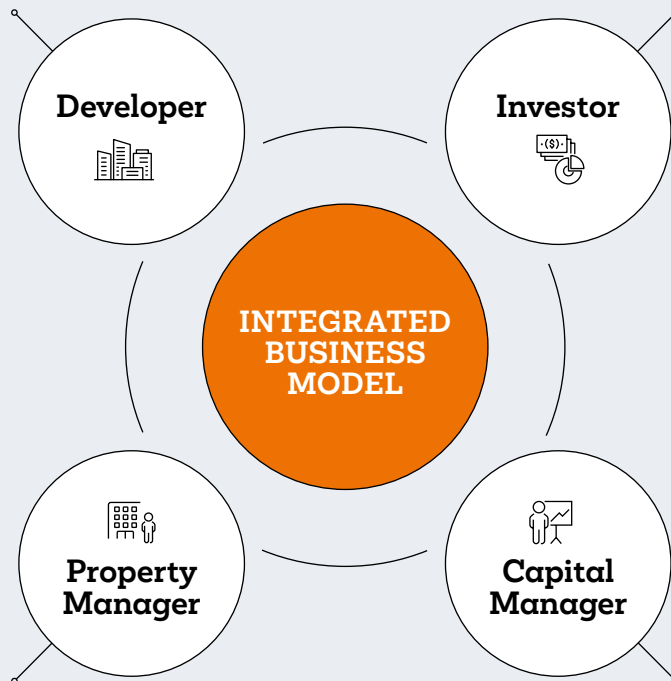 Developer
Investor
·($)·
INTEGRATED
BUSINESS
MODEL
Property
Manager
Capital
Manager